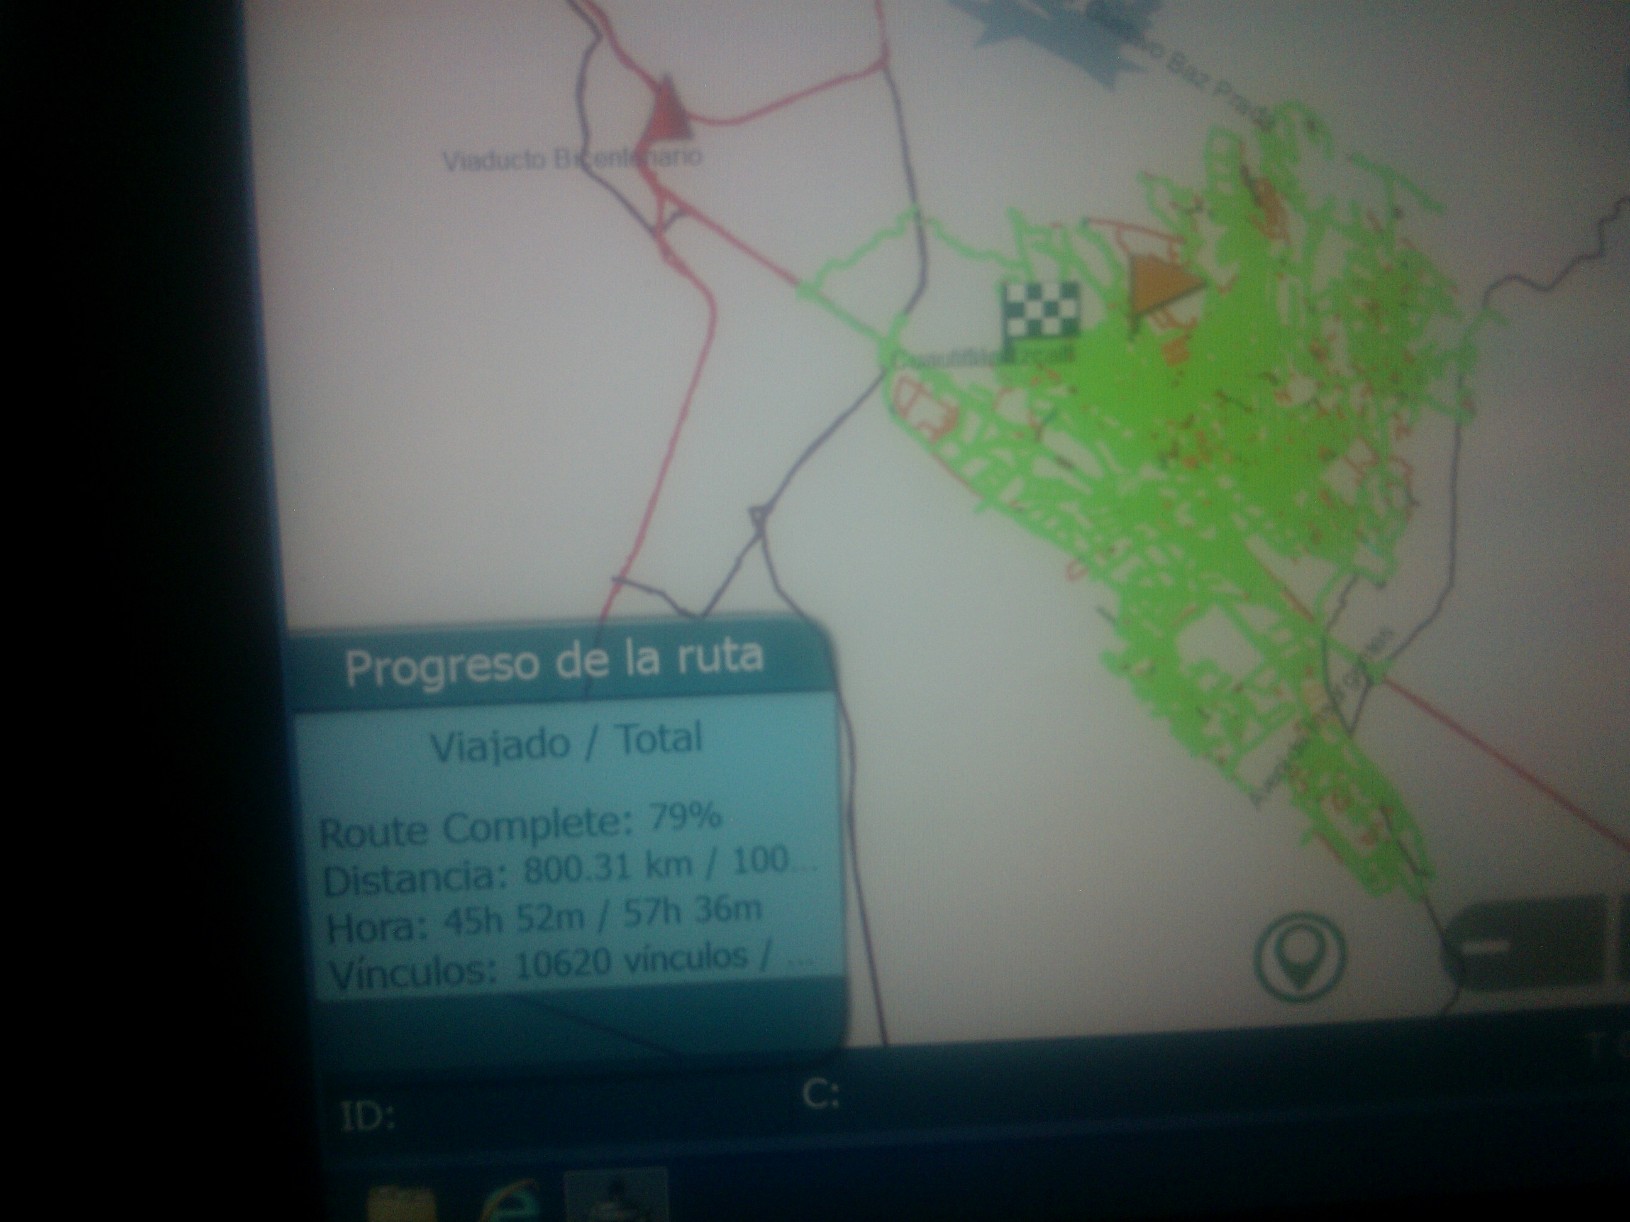 Baz Prada
Viaducto Bicentenario
Progreso de la ruta
Viajado / Total
Route Complete: 79%
Distancia: 800.31 km / 100...
Hora: 45h 52m / 57h 36m
Vínculos: 10620 vínculos / ...
ID:
C: